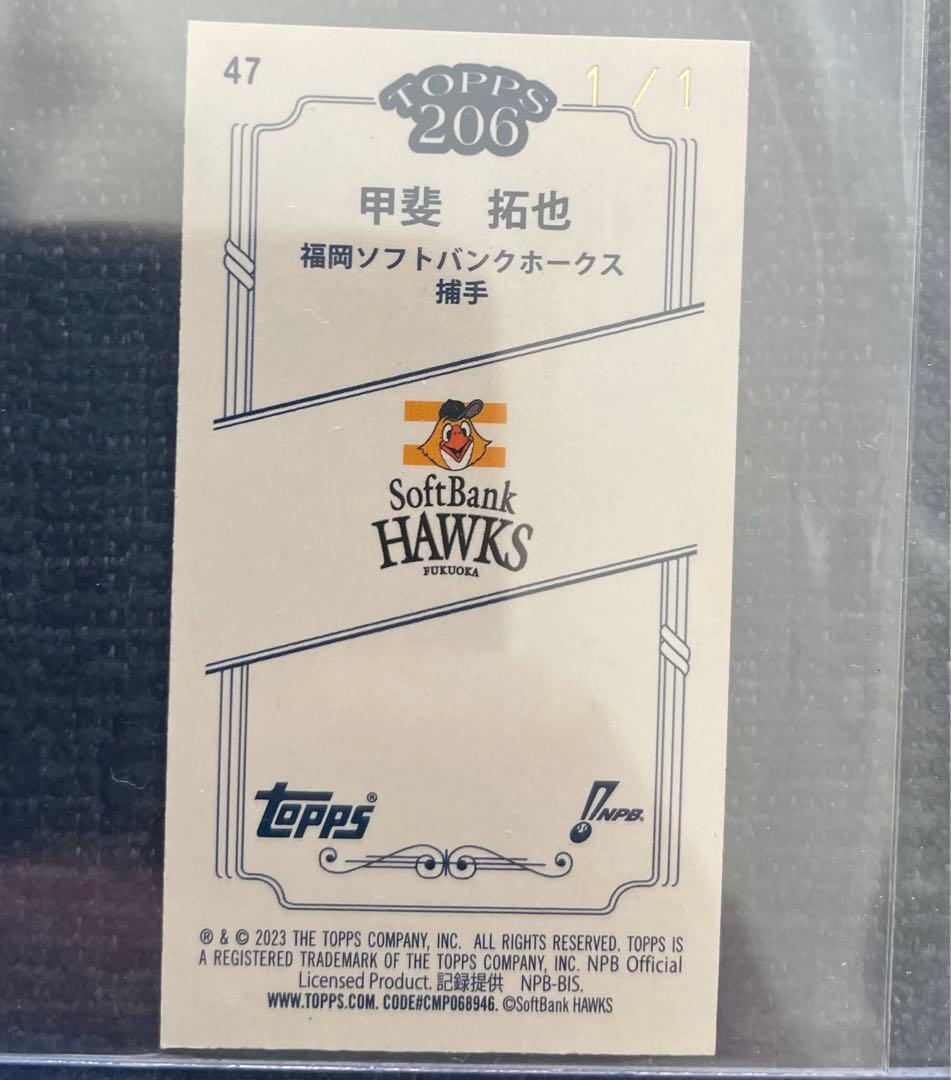 47
TOPPS
206
1/1
甲斐 拓也
福岡ソフトバンクホークス
捕手
SoftBank
HAWKS
FUKUOKA
topps®
NPB.
® & © 2023 THE TOPPS COMPANY, INC. ALL RIGHTS RESERVED. TOPPS IS
A REGISTERED TRADEMARK OF THE TOPPS COMPANY, INC. NPB Official
Licensed Product. 記録提供 NPB-BIS.
WWW.TOPPS.COM. CODE#CMP068946. ©SoftBank HAWKS